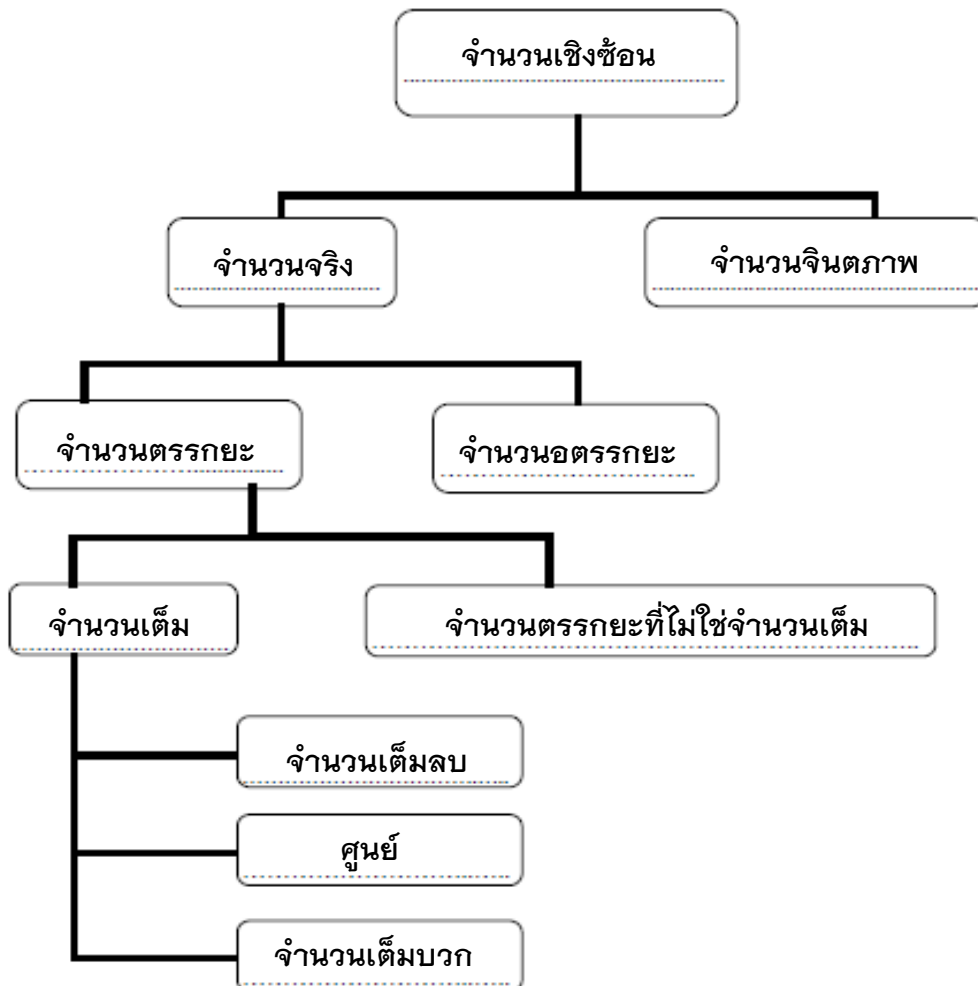 จำนวนเชิงซ้อน
จำนวนจริง
จำนวนจินตภาพ
จำนวนตรรกยะ
จำนวนอตรรกยะ
จำนวนเต็ม
จำนวนตรรกยะที่ไม่ใช่จำนวนเต็ม
จำนวนเต็มลบ
ศูนย์
จำนวนเต็มบวก